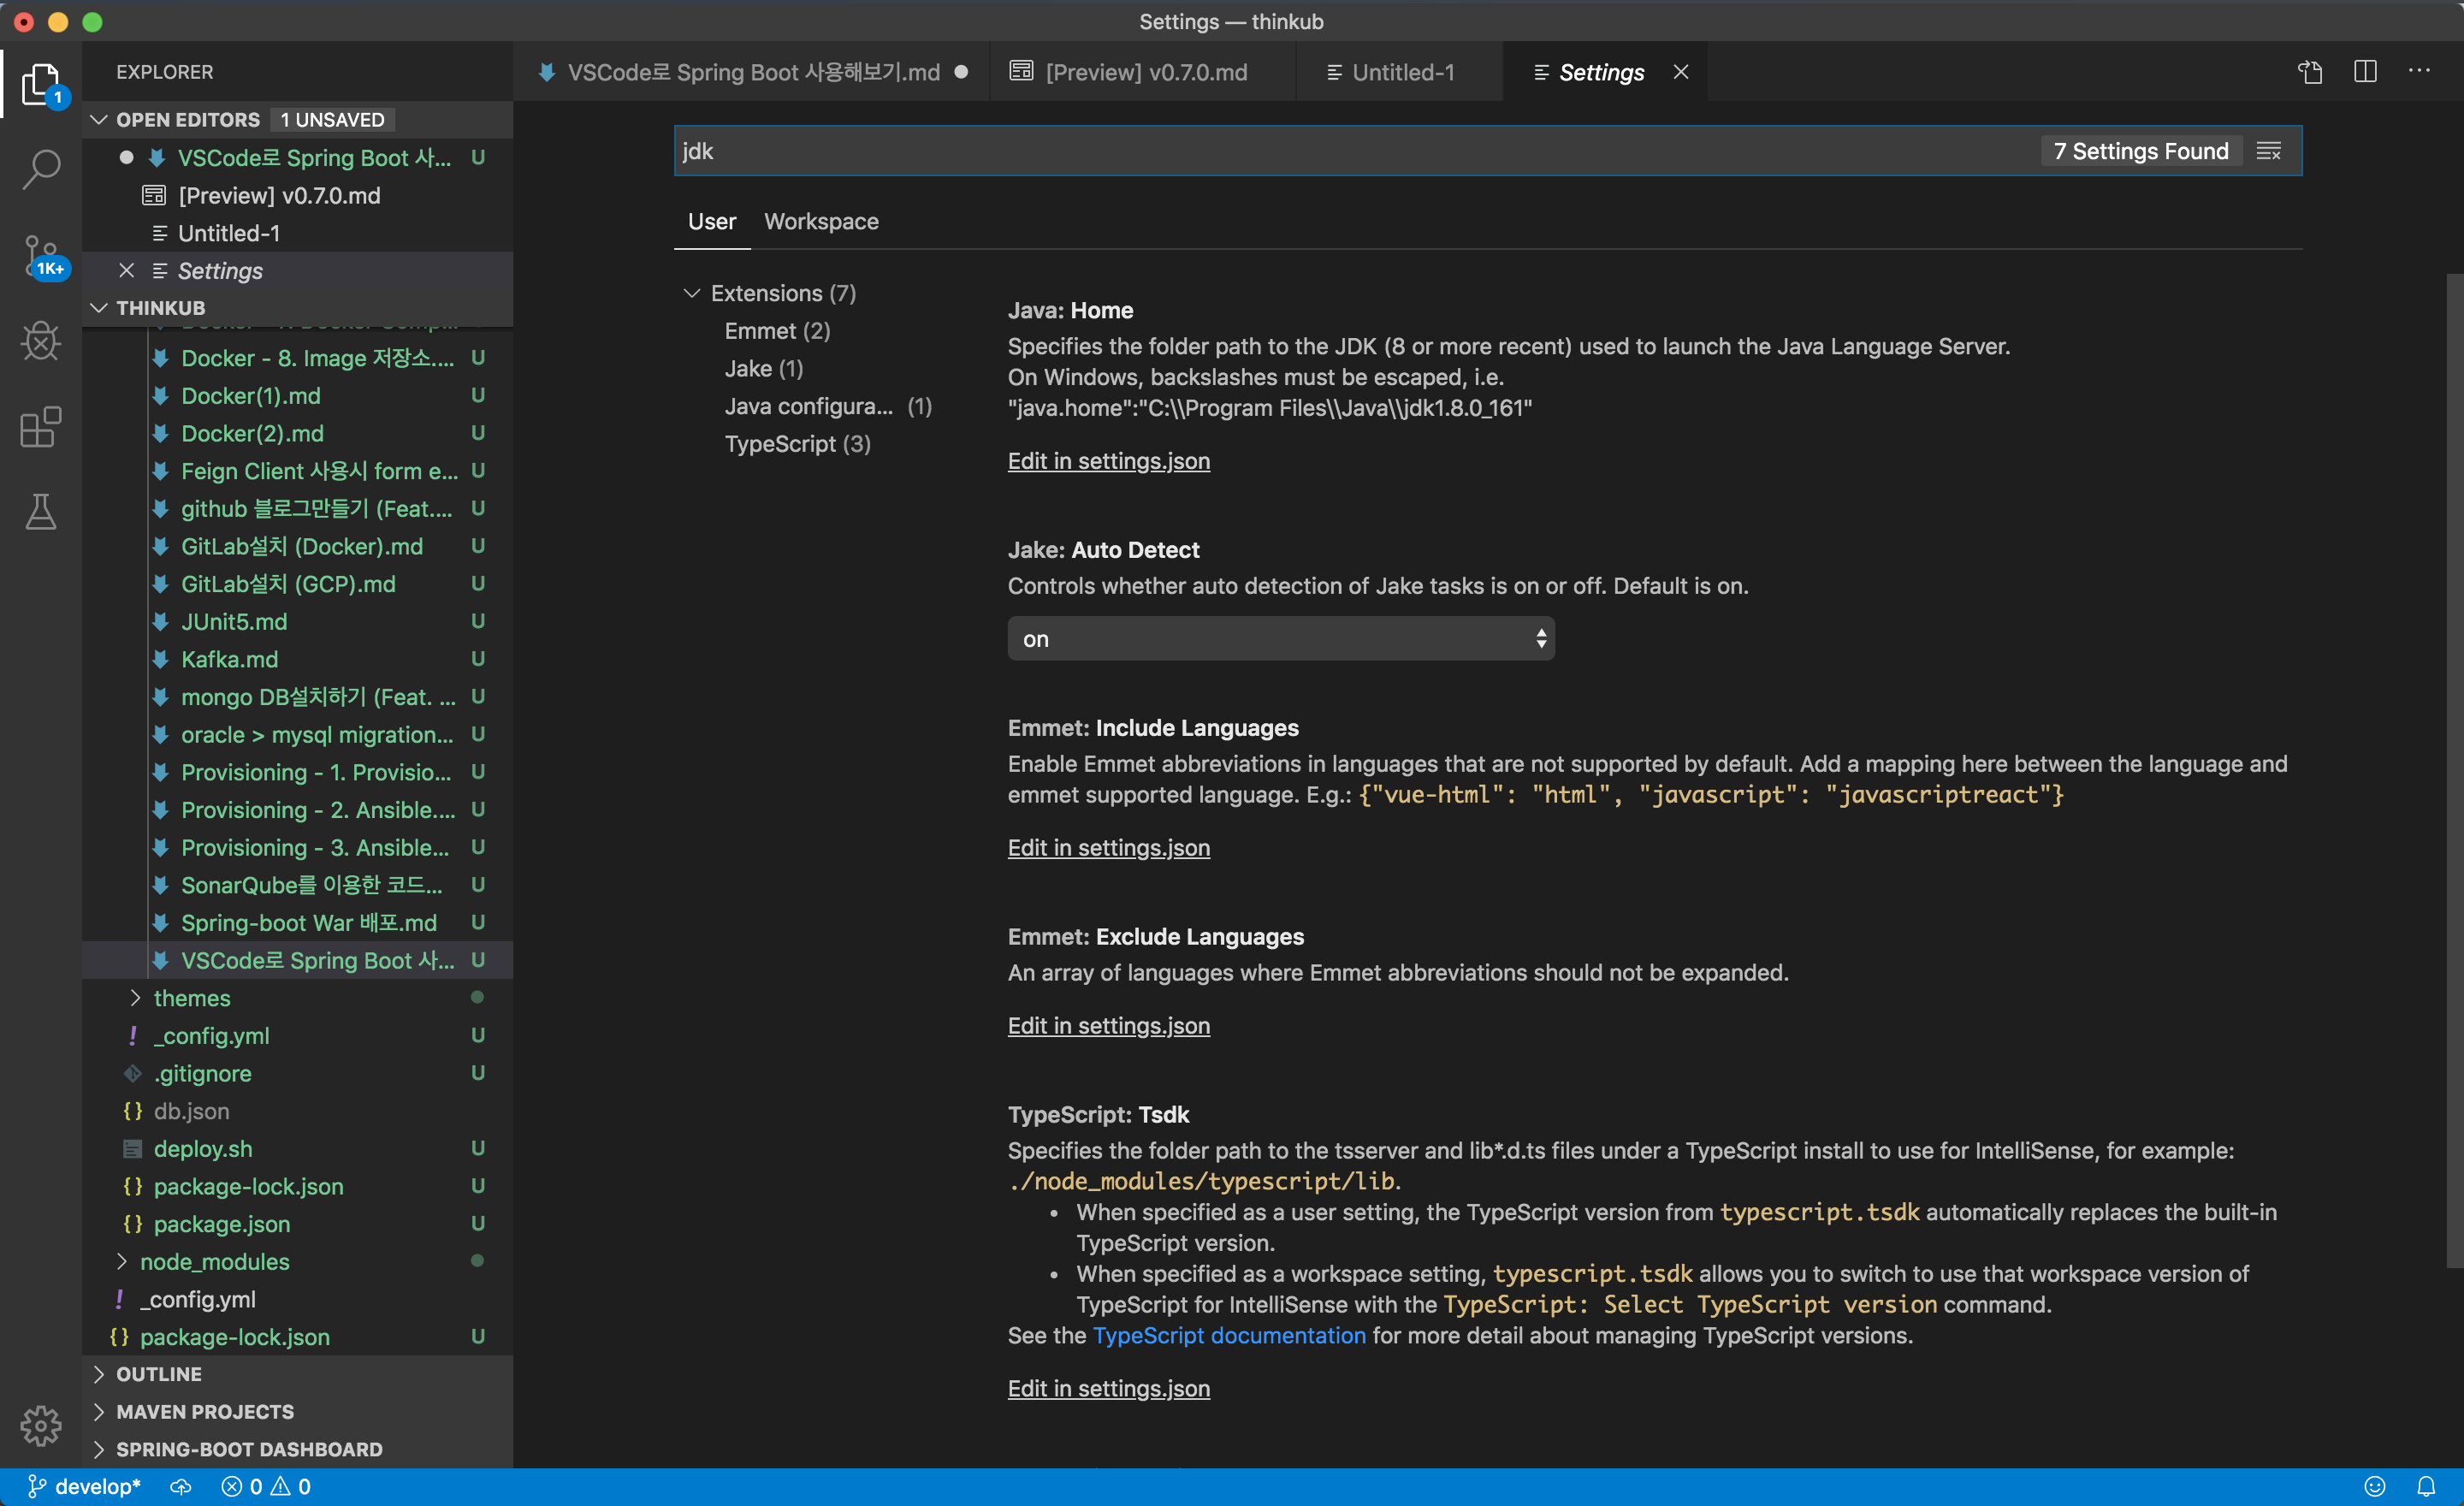 Settings — thinkub
EXPLORER
OPEN EDITORS 1 UNSAVED
VSCode로 Spring Boot 사... U
[Preview] v0.7.0.md
Untitled-1
Settings
THINKUB
Docker - 8. Image 저장소.... U
Docker(1).md U
Docker(2).md U
Feign Client 사용시 form e... U
github 블로그만들기 (Feat.... U
GitLab설치 (Docker).md U
GitLab설치 (GCP).md U
JUnit5.md U
Kafka.md U
mongo DB설치하기 (Feat. ... U
oracle > mysql migration... U
Provisioning - 1. Provisio... U
Provisioning - 2. Ansible.... U
Provisioning - 3. Ansible... U
SonarQube를 이용한 코드... U
Spring-boot War 배포.md U
VSCode로 Spring Boot 사... U
themes
_config.yml U
.gitignore U
db.json
deploy.sh U
package-lock.json U
package.json U
node_modules
_config.yml
package-lock.json U
OUTLINE
MAVEN PROJECTS
SPRING-BOOT DASHBOARD
1
1K+
VSCode로 Spring Boot 사용해보기.md
[Preview] v0.7.0.md
Untitled-1
Settings
jdk
7 Settings Found
User Workspace
Extensions (7)
Emmet (2)
Jake (1)
Java configura... (1)
TypeScript (3)
Java: Home
Specifies the folder path to the JDK (8 or more recent) used to launch the Java Language Server.
On Windows, backslashes must be escaped, i.e.
"java.home":"C:\\Program Files\\Java\\jdk1.8.0_161"
Edit in settings.json
Jake: Auto Detect
Controls whether auto detection of Jake tasks is on or off. Default is on.
on
Emmet: Include Languages
Enable Emmet abbreviations in languages that are not supported by default. Add a mapping here between the language and
emmet supported language. E.g.: {"vue-html": "html", "javascript": "javascriptreact"}
Edit in settings.json
Emmet: Exclude Languages
An array of languages where Emmet abbreviations should not be expanded.
Edit in settings.json
TypeScript: Tsdk
Specifies the folder path to the tsserver and lib*.d.ts files under a TypeScript install to use for IntelliSense, for example:
./node_modules/typescript/lib.
• When specified as a user setting, the TypeScript version from typescript.tsdk automatically replaces the built-in
TypeScript version.
• When specified as a workspace setting, typescript.tsdk allows you to switch to use that workspace version of
TypeScript for IntelliSense with the TypeScript: Select TypeScript version command.
See the TypeScript documentation for more detail about managing TypeScript versions.
Edit in settings.json
develop* 0 0